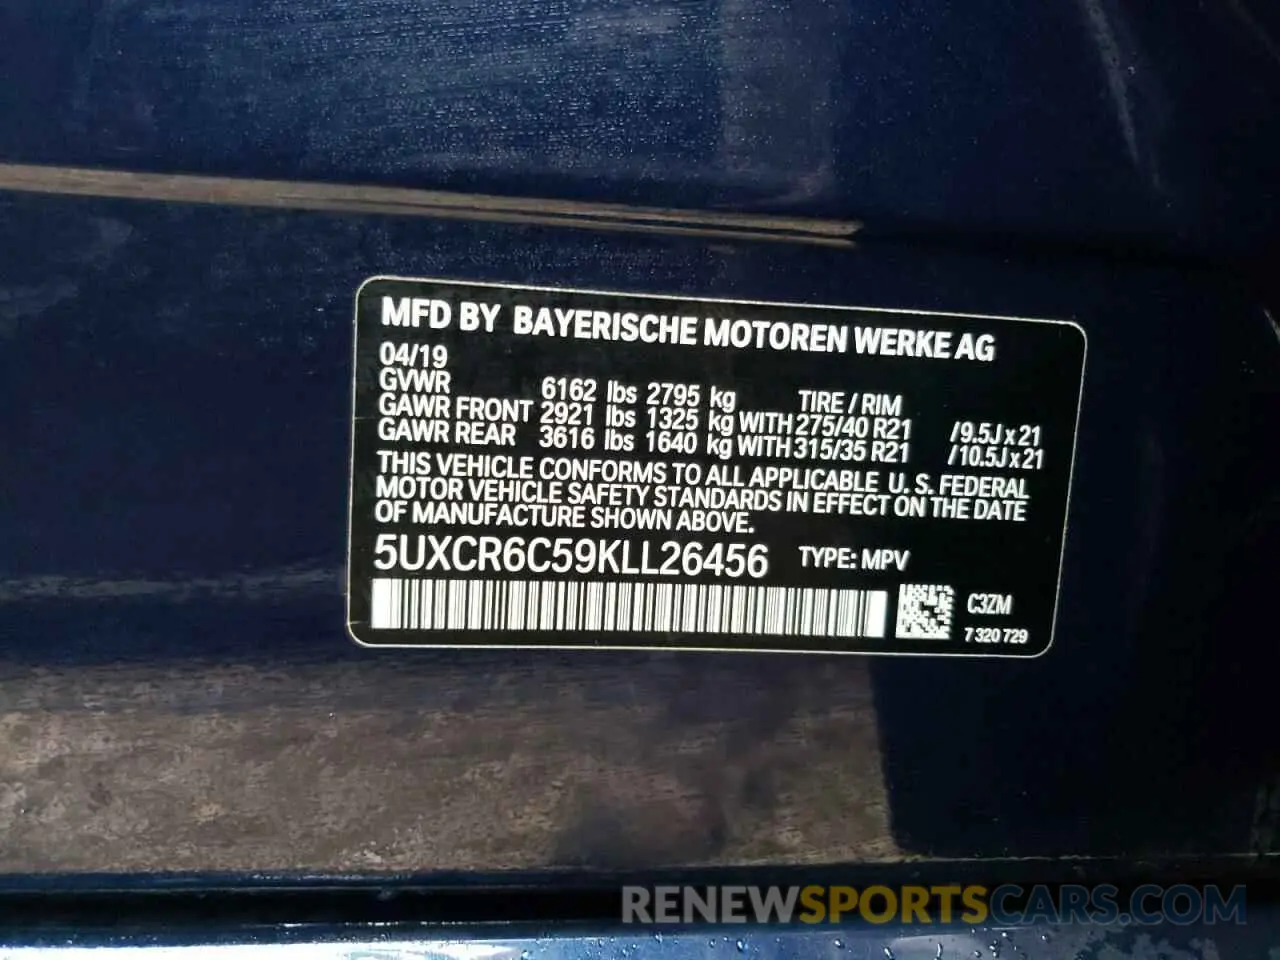 MFD BY BAYERISCHE MOTOREN WERKE AG
04/19
GVWR 6162 lbs 2795 kg TIRE / RIM
GAWR FRONT 2921 lbs 1325 kg WITH 275/40 R21 /9.5J x 21
GAWR REAR 3616 lbs 1640 kg WITH 315/35 R21 /10.5J x 21
THIS VEHICLE CONFORMS TO ALL APPLICABLE U.S. FEDERAL
MOTOR VEHICLE SAFETY STANDARDS IN EFFECT ON THE DATE
OF MANUFACTURE SHOWN ABOVE.
5UXCR6C59KLL26456 TYPE: MPV
C3ZM
7 320 729
RENEWSPORTSCARS.COM